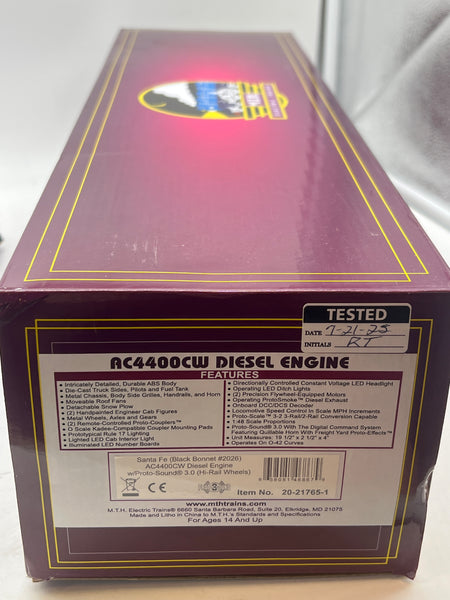 TESTED
DATE 7-21-25
INITIALS RT
AC4400CW DIESEL ENGINE
FEATURES
- Intricately Detailed, Durable ABS Body
- Die-Cast Truck Sides, Pilots and Fuel Tank
- Metal Chassis, Body Side Grilles, Handrails, and Horn
- Moveable Roof Fans
- Detachable Snow Plow
- (2) Handpainted Engineer Cab Figures
- Metal Wheels, Axles and Gears
- (2) Remote Controlled Proto-Couplers™
- O Scale Kadee-Compatible Coupler Mounting Pads
- Prototypical Rule 17 Lighting
- Lighted LED Cab Interior Light
- Illuminated LED Number Boards
- Directionally Controlled Constant Voltage LED Headlight
- Operating LED Ditch Lights
- (2) Precision Flywheel-Equipped Motors
- Operating ProtoSmoke™ Diesel Exhaust
- Onboard DCC/DCS Decoder
- Locomotive Speed Control In Scale MPH Increments
- Proto-Scale™ 3-2 3-Rail/2-Rail Conversion Capable
- 1:48 Scale Proportions
- Proto-Sound® 3.0 With The Digital Command System
Featuring Quillable Horn With Freight Yard Proto-Effects™
- Unit Measures: 19 1/2" x 2 1/2" x 4"
- Operates On O-42 Curves
Santa Fe (Black Bonnet #2026)
AC4400CW Diesel Engine
w/Proto-Sound® 3.0 (Hi-Rail Wheels)
Item No. 20-21765-1
www.mthtrains.com
M.T.H. Electric Trains® 6660 Santa Barbara Road, Suite 20, Elkridge, MD 21075
Made and Litho in China to M.T.H.'s Standards and Specifications
For Ages 14 And Up